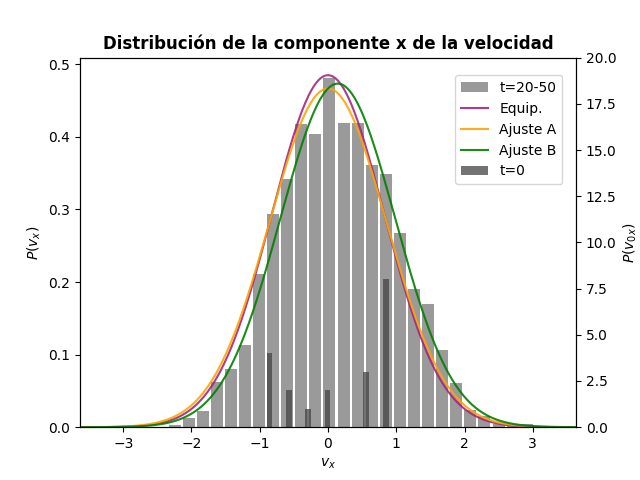 Distribución de la componente x de la velocidad
t=20-50
Equip.
Ajuste A
Ajuste B
t=0
P(vₓ)
0.5
0.4
0.3
0.2
0.1
0.0
20.0
17.5
15.0
12.5
10.0
7.5
5.0
2.5
0.0
P(v₀ₓ)
−3 −2 −1 0 1 2 3
vₓ